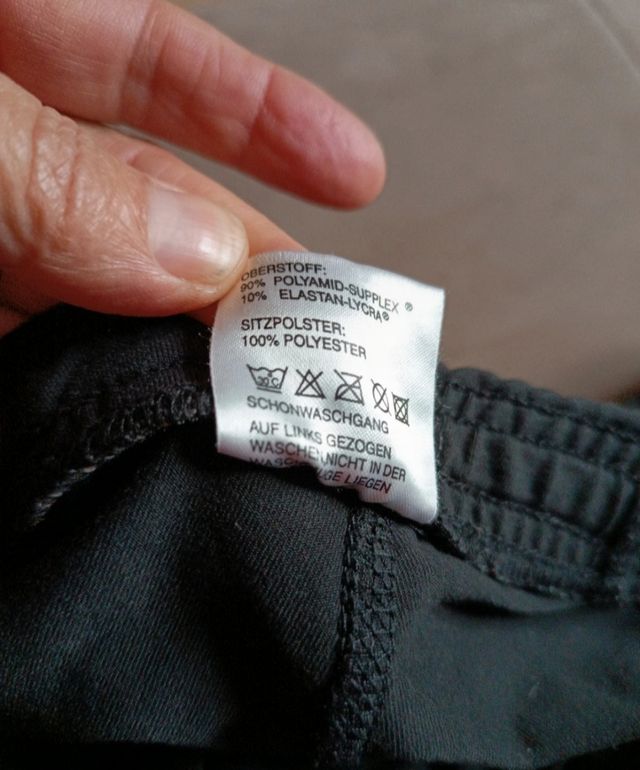 OBERSTOFF:
90% POLYAMID-SUPPLEX ®
10% ELASTAN-LYCRA®
SITZPOLSTER:
100% POLYESTER
30°C
SCHONWASCHGANG
AUF LINKS GEZOGEN
WASCHEN NICHT IN DER
LIEGEN